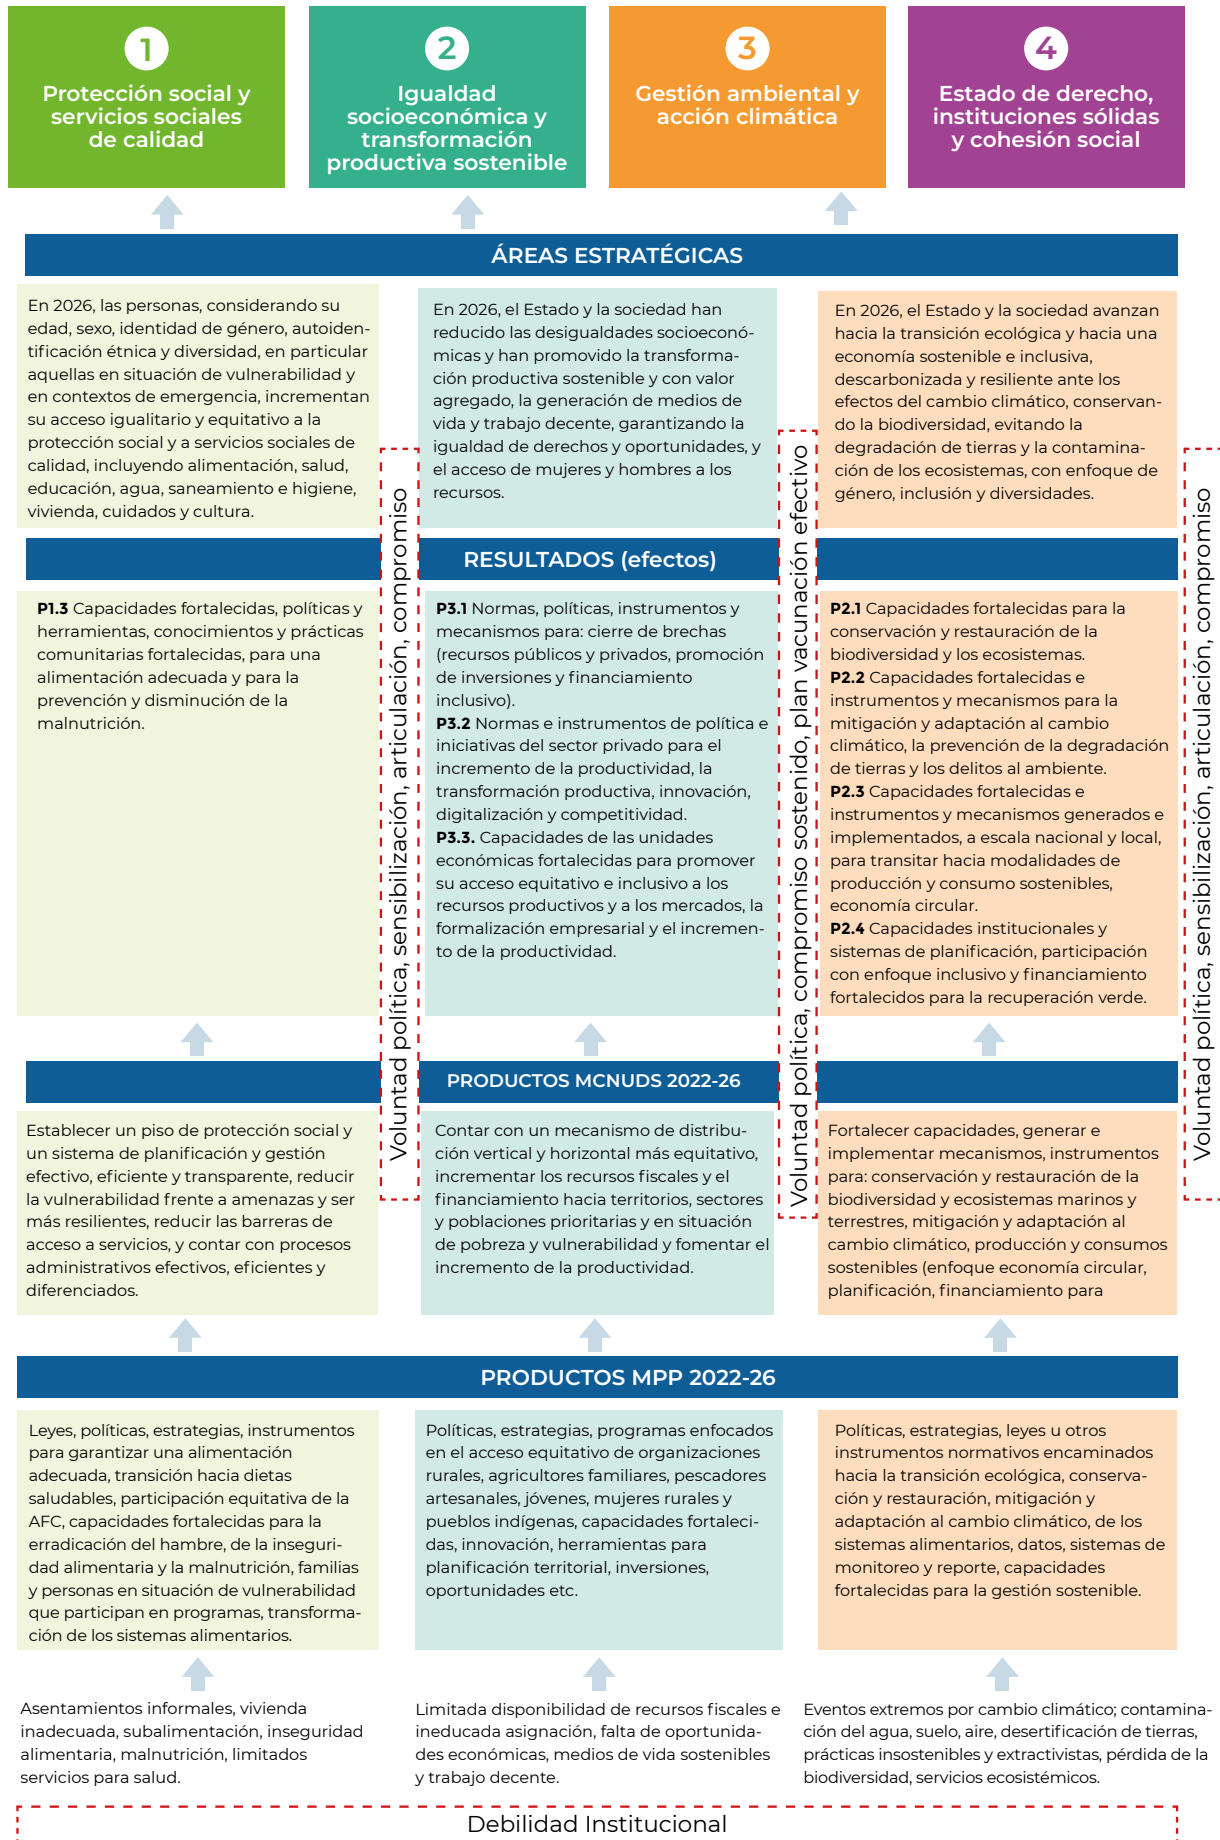 1
Protección social y
servicios sociales
de calidad
2
Igualdad
socioeconómica y
transformación
productiva sostenible
3
Gestión ambiental y
acción climática
4
Estado de derecho,
instituciones sólidas
y cohesión social
ÁREAS ESTRATÉGICAS
En 2026, las personas, considerando su
edad, sexo, identidad de género, autoiden-
tificación étnica y diversidad, en particular
aquellas en situación de vulnerabilidad y
en contextos de emergencia, incrementan
su acceso igualitario y equitativo a la
protección social y a servicios sociales de
calidad, incluyendo alimentación, salud,
educación, agua, saneamiento e higiene,
vivienda, cuidados y cultura.
En 2026, el Estado y la sociedad han
reducido las desigualdades socioeconó-
micas y han promovido la transforma-
ción productiva sostenible y con valor
agregado, la generación de medios de
vida y trabajo decente, garantizando la
igualdad de derechos y oportunidades, y
el acceso de mujeres y hombres a los
recursos.
En 2026, el Estado y la sociedad avanzan
hacia la transición ecológica y hacia una
economía sostenible e inclusiva,
descarbonizada y resiliente ante los
efectos del cambio climático, conservan-
do la biodiversidad, evitando la
degradación de tierras y la contamina-
ción de los ecosistemas, con enfoque de
género, inclusión y diversidades.
RESULTADOS (efectos)
P1.3 Capacidades fortalecidas, políticas y
herramientas, conocimientos y prácticas
comunitarias fortalecidas, para una
alimentación adecuada y para la
prevención y disminución de la
malnutrición.
Voluntad política, sensibilización, articulación, compromiso
P3.1 Normas, políticas, instrumentos y
mecanismos para: cierre de brechas
(recursos públicos y privados, promoción
de inversiones y financiamiento
inclusivo).
P3.2 Normas e instrumentos de política e
iniciativas del sector privado para el
incremento de la productividad, la
transformación productiva, innovación,
digitalización y competitividad.
P3.3. Capacidades de las unidades
económicas fortalecidas para promover
su acceso equitativo e inclusivo a los
recursos productivos y a los mercados, la
formalización empresarial y el incremen-
to de la productividad.
Voluntad política, compromiso sostenido, plan vacunación efectivo
P2.1 Capacidades fortalecidas para la
conservación y restauración de la
biodiversidad y los ecosistemas.
P2.2 Capacidades fortalecidas e
instrumentos y mecanismos para la
mitigación y adaptación al cambio
climático, la prevención de la degradación
de tierras y los delitos al ambiente.
P2.3 Capacidades fortalecidas e
instrumentos y mecanismos generados e
implementados, a escala nacional y local,
para transitar hacia modalidades de
producción y consumo sostenibles,
economía circular.
P2.4 Capacidades institucionales y
sistemas de planificación, participación
con enfoque inclusivo y financiamiento
fortalecidos para la recuperación verde.
Voluntad política, sensibilización, articulación, compromiso
PRODUCTOS MCNUDS 2022-26
Establecer un piso de protección social y
un sistema de planificación y gestión
efectivo, eficiente y transparente, reducir
la vulnerabilidad frente a amenazas y ser
más resilientes, reducir las barreras de
acceso a servicios, y contar con procesos
administrativos efectivos, eficientes y
diferenciados.
Contar con un mecanismo de distribu-
ción vertical y horizontal más equitativo,
incrementar los recursos fiscales y el
financiamiento hacia territorios, sectores
y poblaciones prioritarias y en situación
de pobreza y vulnerabilidad y fomentar el
incremento de la productividad.
Fortalecer capacidades, generar e
implementar mecanismos, instrumentos
para: conservación y restauración de la
biodiversidad y ecosistemas marinos y
terrestres, mitigación y adaptación al
cambio climático, producción y consumos
sostenibles (enfoque economía circular,
planificación, financiamiento para
PRODUCTOS MPP 2022-26
Leyes, políticas, estrategias, instrumentos
para garantizar una alimentación
adecuada, transición hacia dietas
saludables, participación equitativa de la
AFC, capacidades fortalecidas para la
erradicación del hambre, de la inseguri-
dad alimentaria y la malnutrición, familias
y personas en situación de vulnerabilidad
que participan en programas, transforma-
ción de los sistemas alimentarios.
Políticas, estrategias, programas enfocados
en el acceso equitativo de organizaciones
rurales, agricultores familiares, pescadores
artesanales, jóvenes, mujeres rurales y
pueblos indígenas, capacidades fortaleci-
das, innovación, herramientas para
planificación territorial, inversiones,
oportunidades etc.
Políticas, estrategias, leyes u otros
instrumentos normativos encaminados
hacia la transición ecológica, conserva-
ción y restauración, mitigación y
adaptación al cambio climático, de los
sistemas alimentarios, datos, sistemas de
monitoreo y reporte, capacidades
fortalecidas para la gestión sostenible.
Asentamientos informales, vivienda
inadecuada, subalimentación, inseguridad
alimentaria, malnutrición, limitados
servicios para salud.
Limitada disponibilidad de recursos fiscales e
ineducada asignación, falta de oportunida-
des económicas, medios de vida sostenibles
y trabajo decente.
Eventos extremos por cambio climático; contamina-
ción del agua, suelo, aire, desertificación de tierras,
prácticas insostenibles y extractivistas, pérdida de la
biodiversidad, servicios ecosistémicos.
Debilidad Institucional